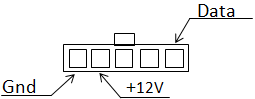 Data
Gnd
+12V